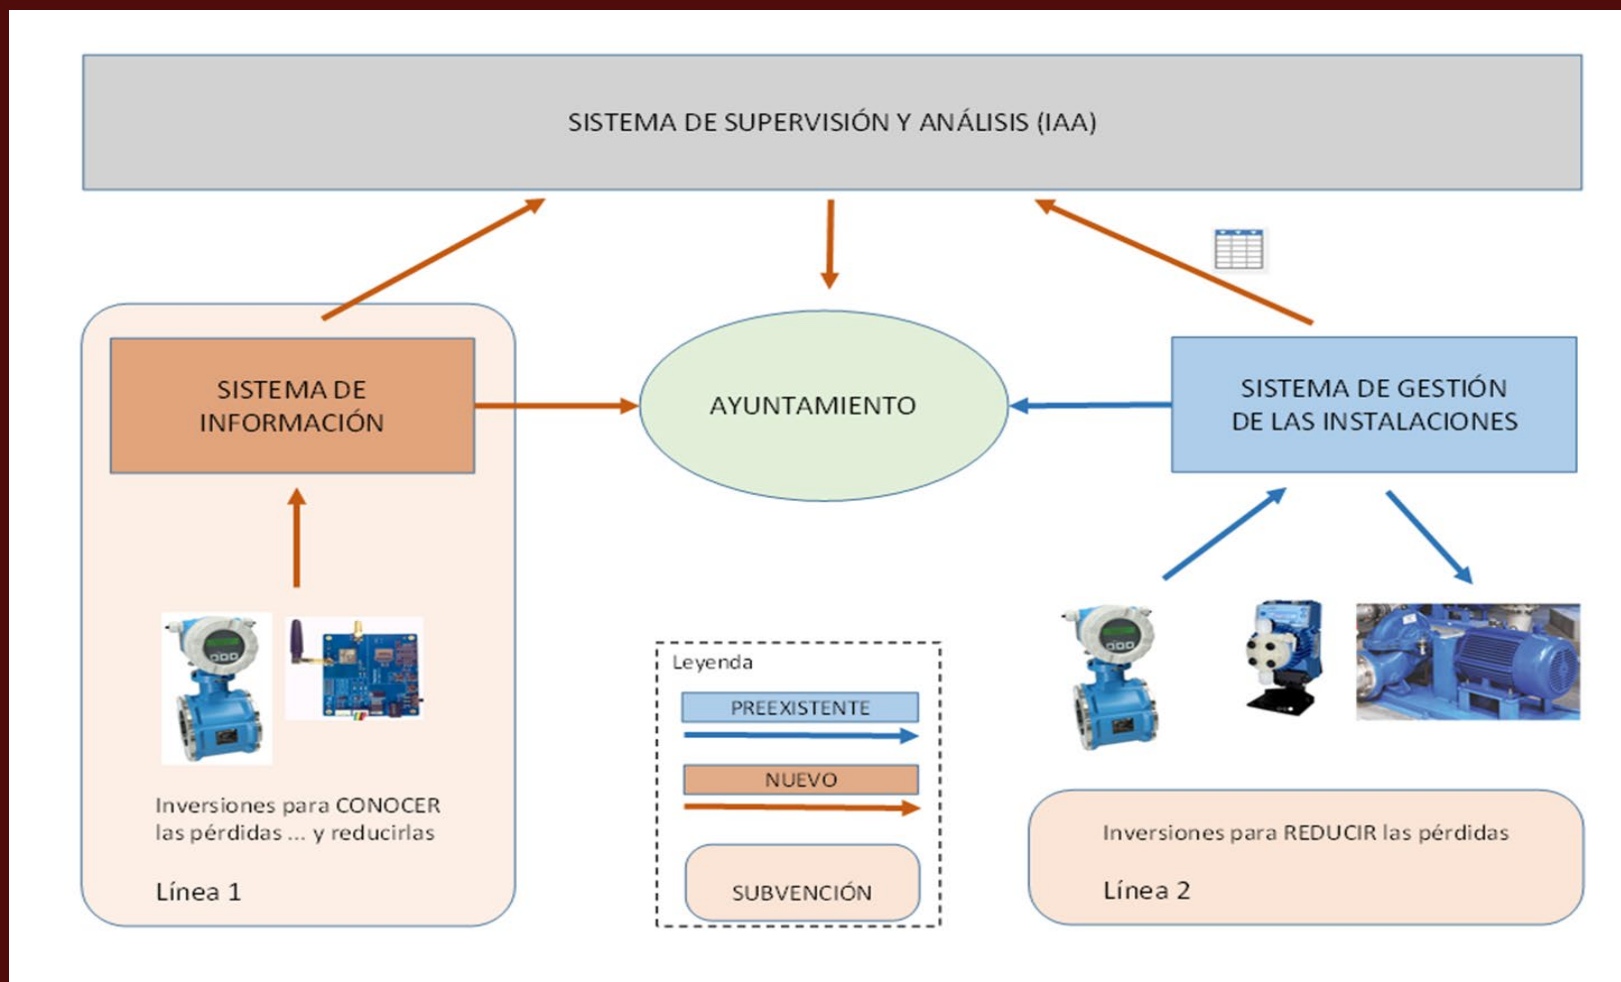 SISTEMA DE SUPERVISIÓN Y ANÁLISIS (IAA)
SISTEMA DE
INFORMACIÓN
AYUNTAMIENTO
SISTEMA DE GESTIÓN
DE LAS INSTALACIONES
Inversiones para CONOCER
las pérdidas ... y reducirlas
Línea 1
Leyenda
PREEXISTENTE
NUEVO
SUBVENCIÓN
Inversiones para REDUCIR las pérdidas
Línea 2